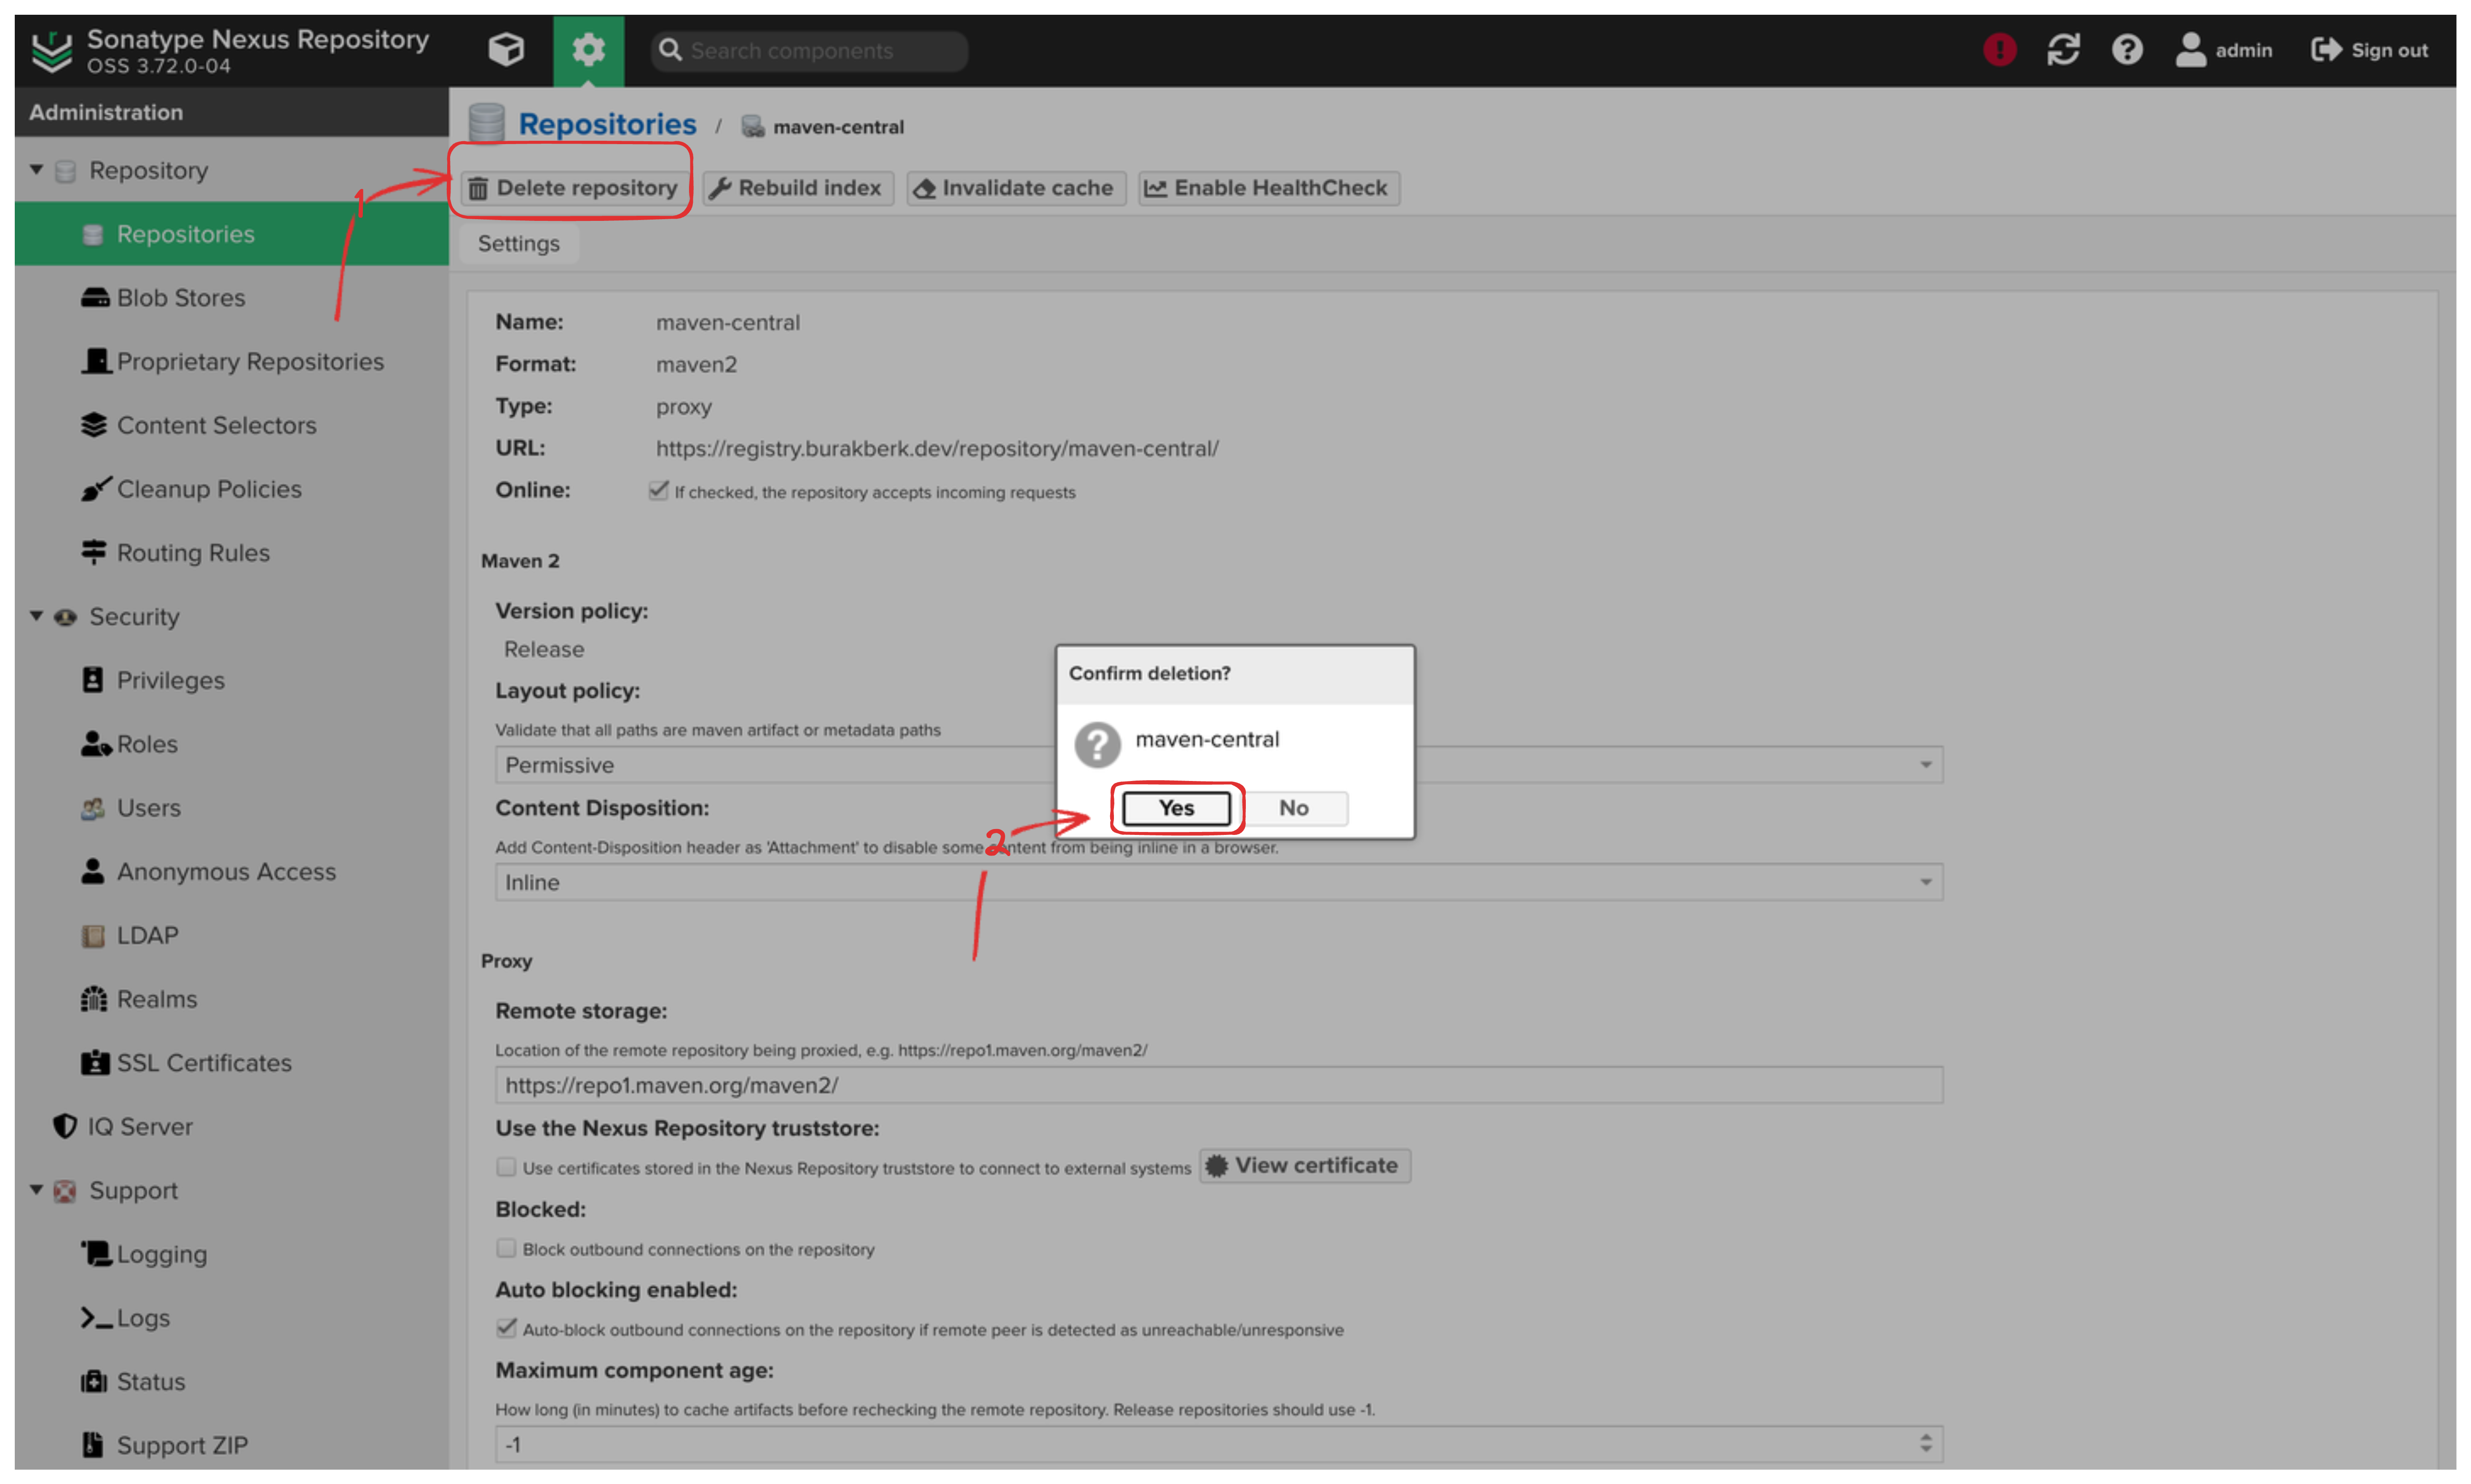 Sonatype Nexus Repository
OSS 3.72.0-04
Search components
admin
Sign out
Administration
Repositories / maven-central
Repository
Delete repository
Rebuild index
Invalidate cache
Enable HealthCheck
1
Repositories
Settings
Blob Stores
Name: maven-central
Proprietary Repositories
Format: maven2
Type: proxy
Content Selectors
URL: https://registry.burakberk.dev/repository/maven-central/
Cleanup Policies
Online: If checked, the repository accepts incoming requests
Routing Rules
Maven 2
Security
Version policy:
Release
Privileges
Layout policy:
Confirm deletion?
Validate that all paths are maven artifact or metadata paths
maven-central
Roles
Permissive
Users
Content Disposition:
Yes
No
2
Add Content-Disposition header as 'Attachment' to disable some content from being inline in a browser.
Anonymous Access
Inline
LDAP
Proxy
Realms
Remote storage:
Location of the remote repository being proxied, e.g. https://repo1.maven.org/maven2/
SSL Certificates
https://repo1.maven.org/maven2/
IQ Server
Use the Nexus Repository truststore:
Use certificates stored in the Nexus Repository truststore to connect to external systems
View certificate
Support
Blocked:
Logging
Block outbound connections on the repository
Auto blocking enabled:
Logs
Auto-block outbound connections on the repository if remote peer is detected as unreachable/unresponsive
Maximum component age:
Status
How long (in minutes) to cache artifacts before rechecking the remote repository. Release repositories should use -1.
Support ZIP
-1